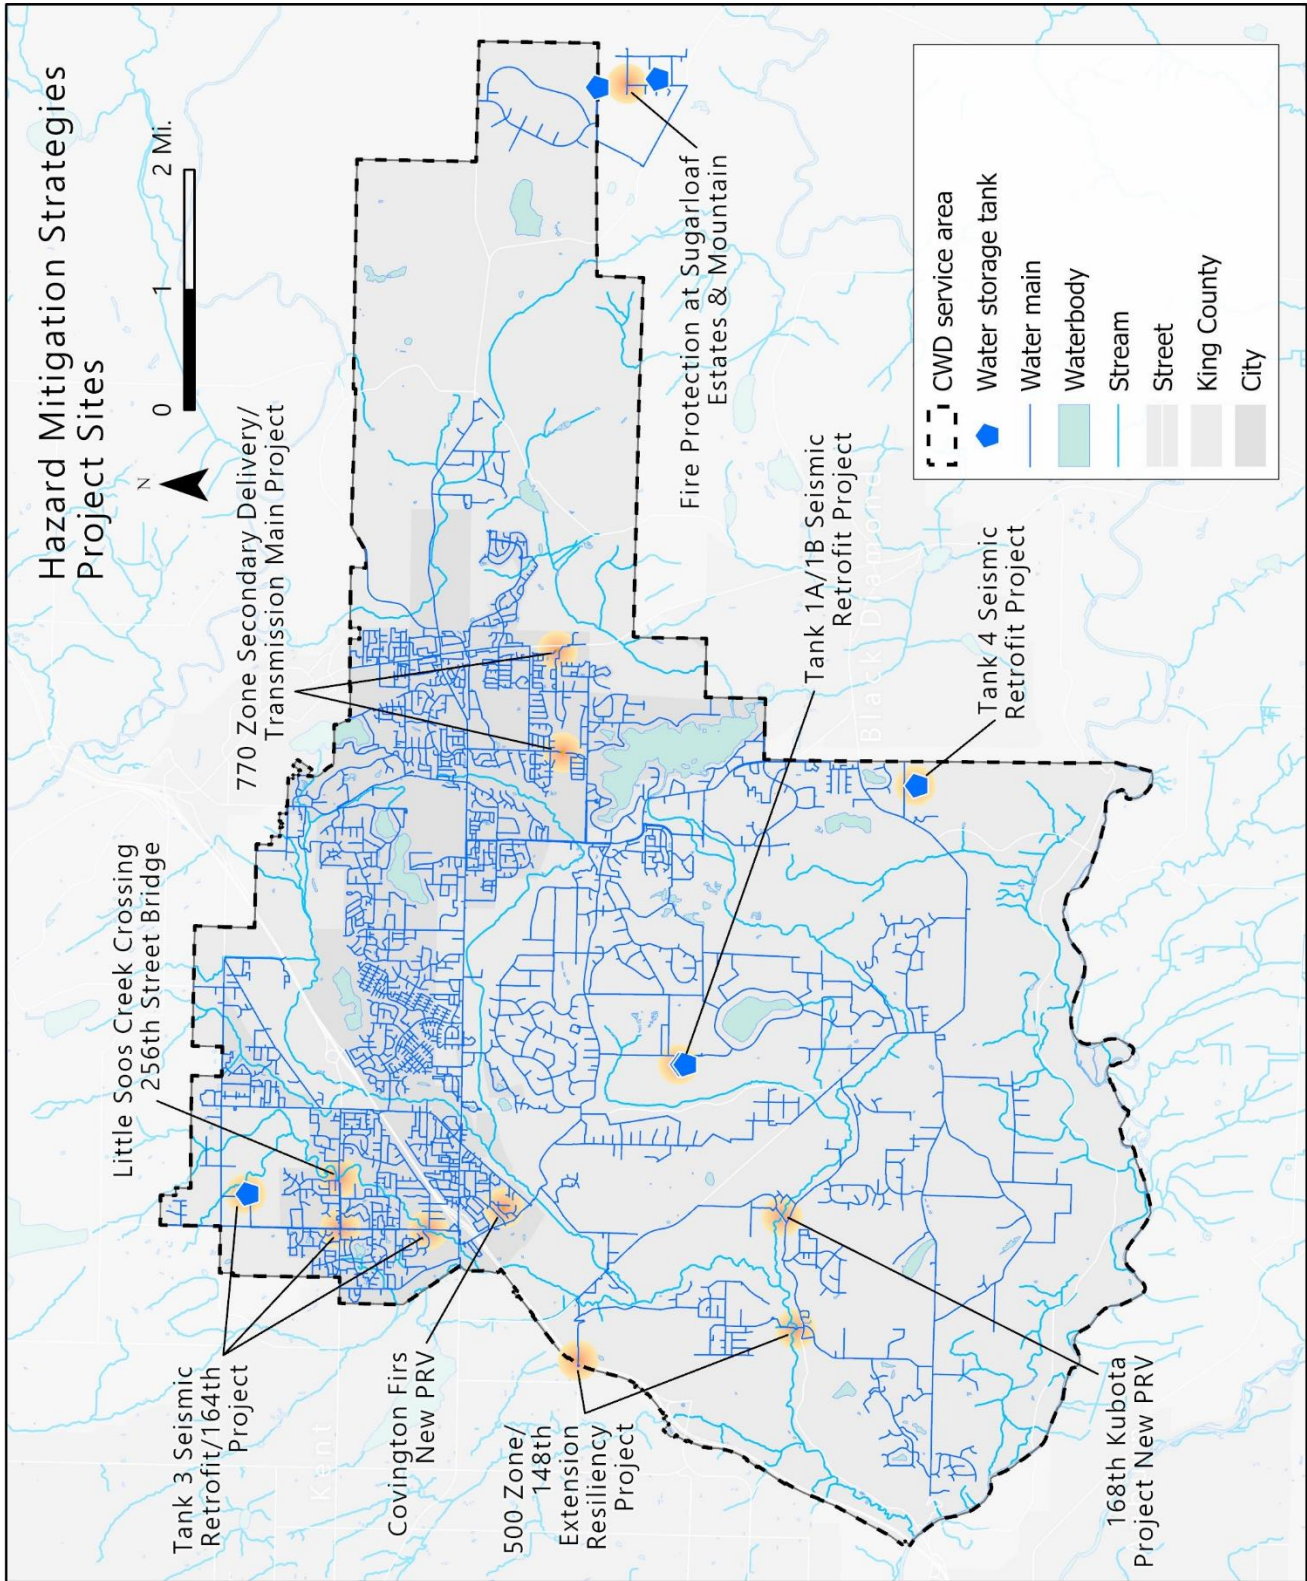 Hazard Mitigation Strategies
Project Sites
N
0
1
2 Mi.
Little Soos Creek Crossing
256th Street Bridge
770 Zone Secondary Delivery/
Transmission Main Project
Tank 3 Seismic
Retrofit/164th
Project
Kent
Covington Firs
New PRV
500 Zone/
148th
Extension
Resiliency
Project
168th Kubota
Project New PRV
Tank 1A/1B Seismic
Retrofit Project
Black Diamond
Tank 4 Seismic
Retrofit Project
Fire Protection at Sugarloaf
Estates & Mountain
CWD service area
Water storage tank
Water main
Waterbody
Stream
Street
King County
City